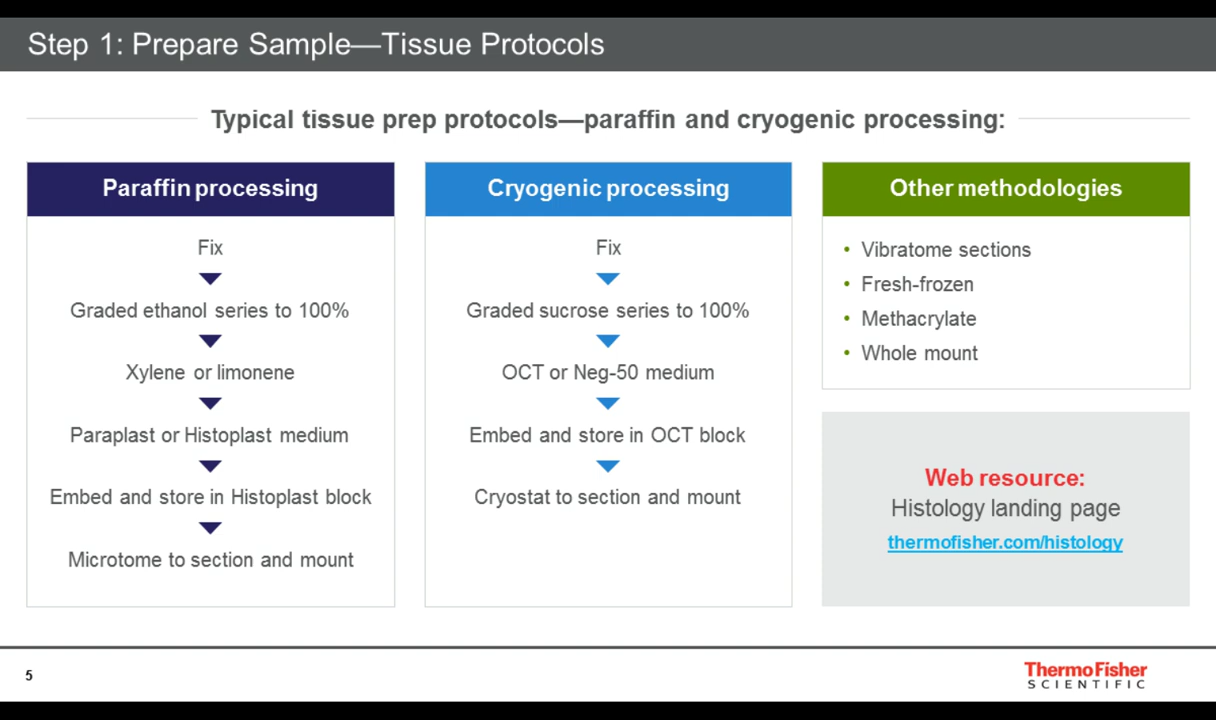 Step 1: Prepare Sample—Tissue Protocols
Typical tissue prep protocols—paraffin and cryogenic processing:
Paraffin processing
Fix
Graded ethanol series to 100%
Xylene or limonene
Paraplast or Histoplast medium
Embed and store in Histoplast block
Microtome to section and mount
Cryogenic processing
Fix
Graded sucrose series to 100%
OCT or Neg-50 medium
Embed and store in OCT block
Cryostat to section and mount
Other methodologies
• Vibratome sections
• Fresh-frozen
• Methacrylate
• Whole mount
Web resource:
Histology landing page
thermofisher.com/histology
5
ThermoFisher
SCIENTIFIC